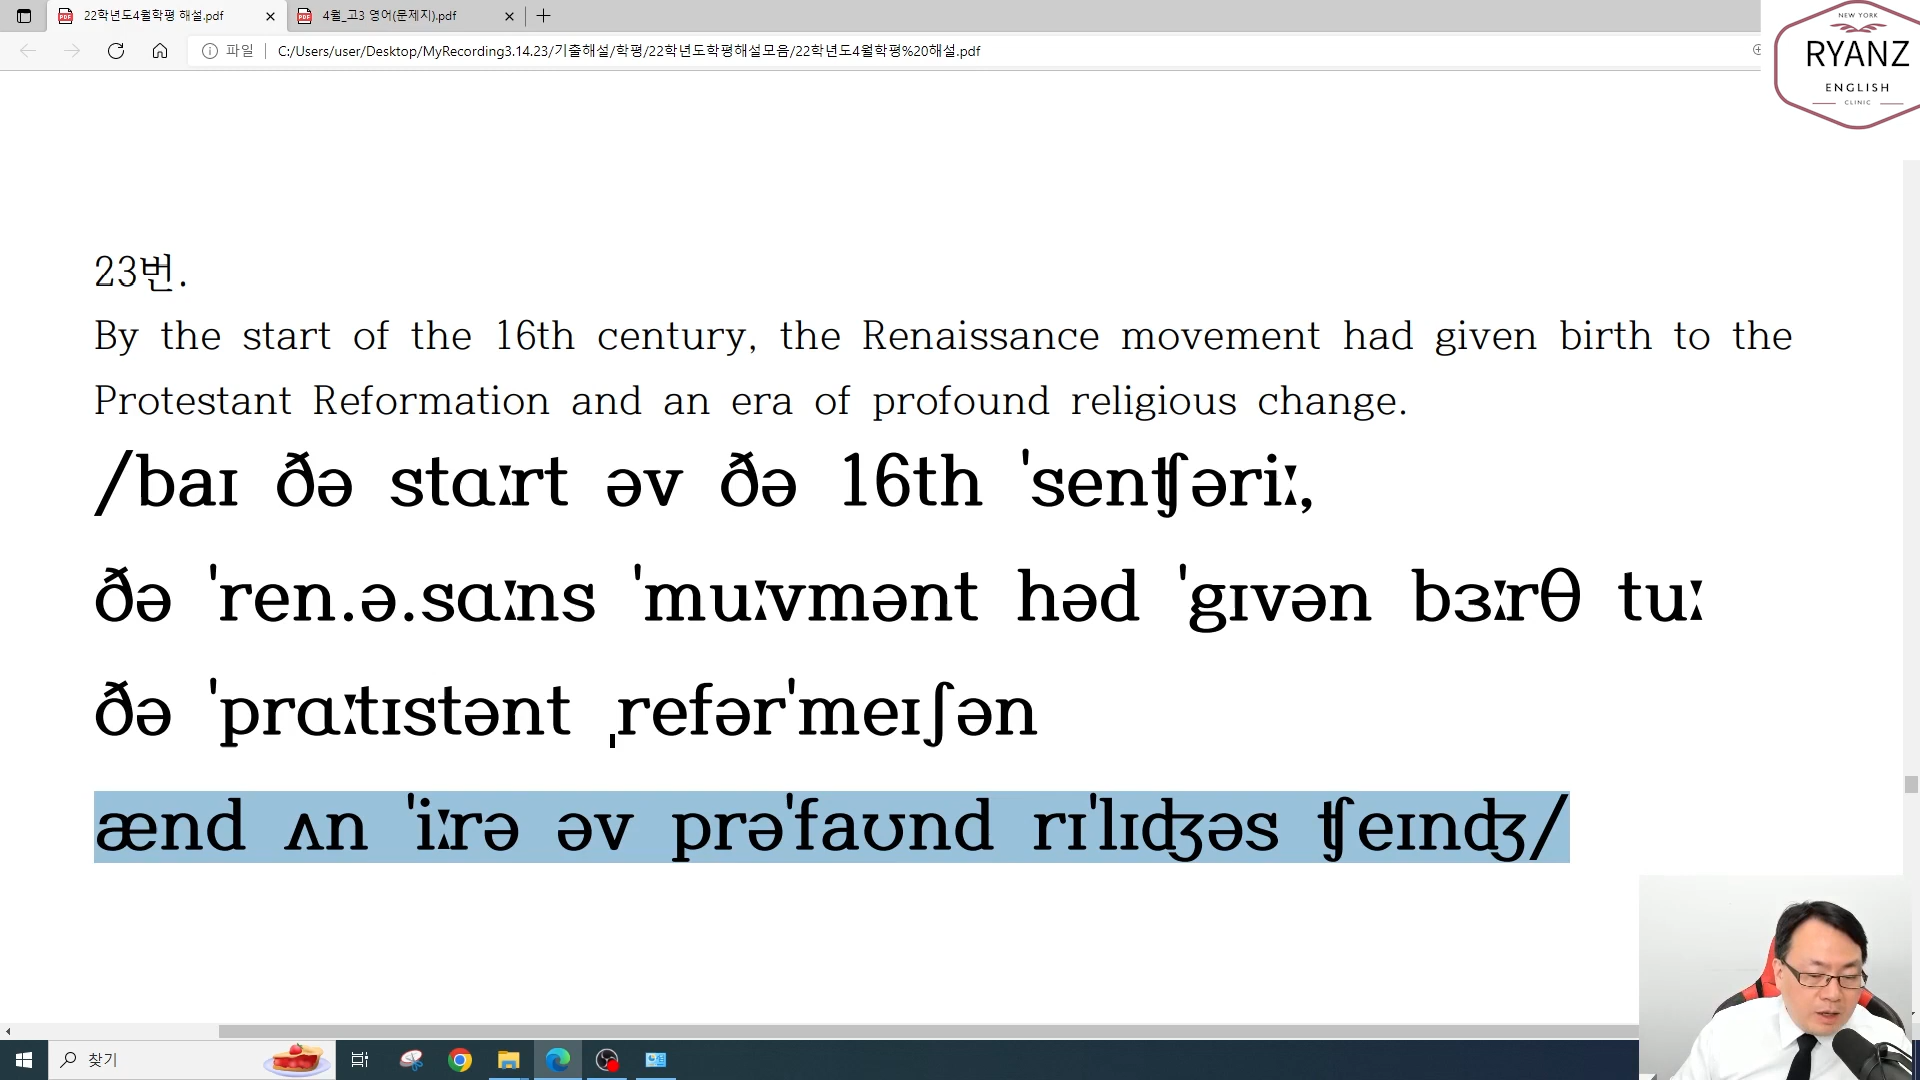 22학년도4월학평 해설.pdf
4월_고3 영어(문제지).pdf
파일
C:/Users/user/Desktop/MyRecording3.14.23/기출해설/학평/22학년도학평해설모음/22학년도4월학평%20해설.pdf
NEW YORK
RYANZ
ENGLISH
CLINIC
23번.
By the start of the 16th century, the Renaissance movement had given birth to the
Protestant Reformation and an era of profound religious change.
/baɪ ðə stɑːrt əv ðə 16th ˈsenʧəriː,
ðə ˈren.ə.sɑːns ˈmuːvmənt həd ˈgɪvən bɜːrθ tuː
ðə ˈprɑːtɪstənt ˌrefərˈmeɪʃən
ænd ʌn ˈiːrə əv prəˈfaʊnd rɪˈlɪʤəs ʧeɪnʤ/
찾기